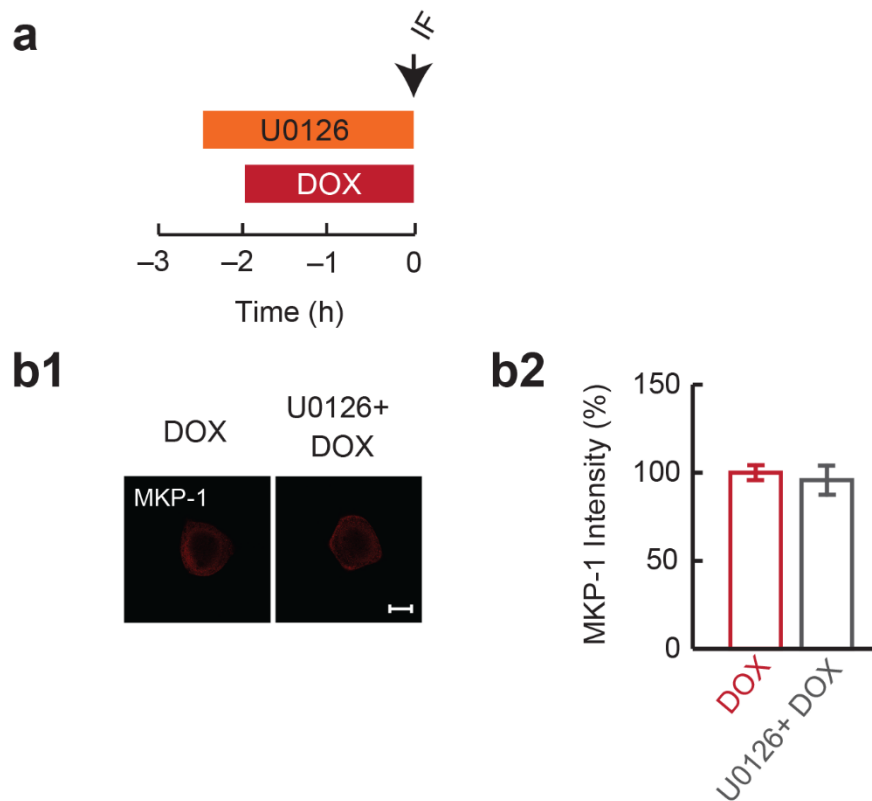 a
IF
U0126
DOX
–3 –2 –1 0
Time (h)
b1
DOX
U0126+
DOX
MKP-1
b2
MKP-1 Intensity (%)
150
100
50
0
DOX
U0126+ DOX